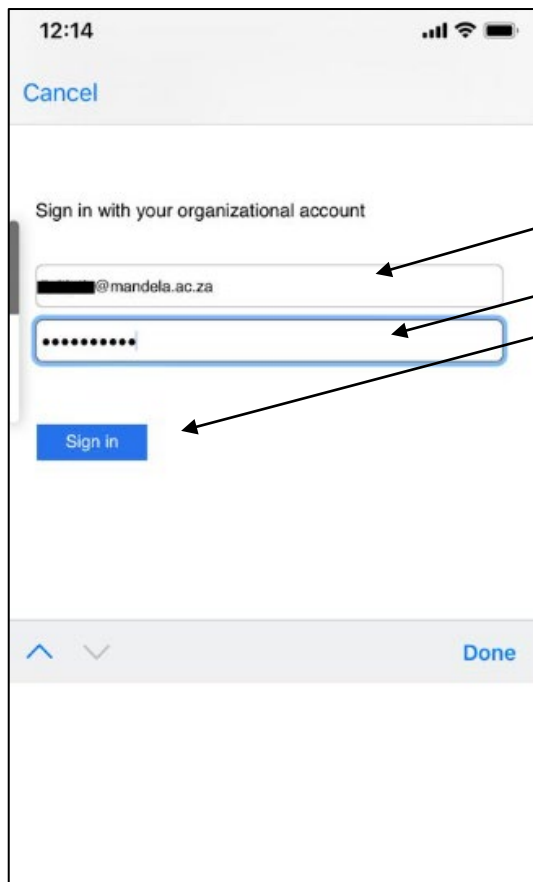 12:14
Cancel
Sign in with your organizational account
@mandela.ac.za
••••••••••
Sign in
Done